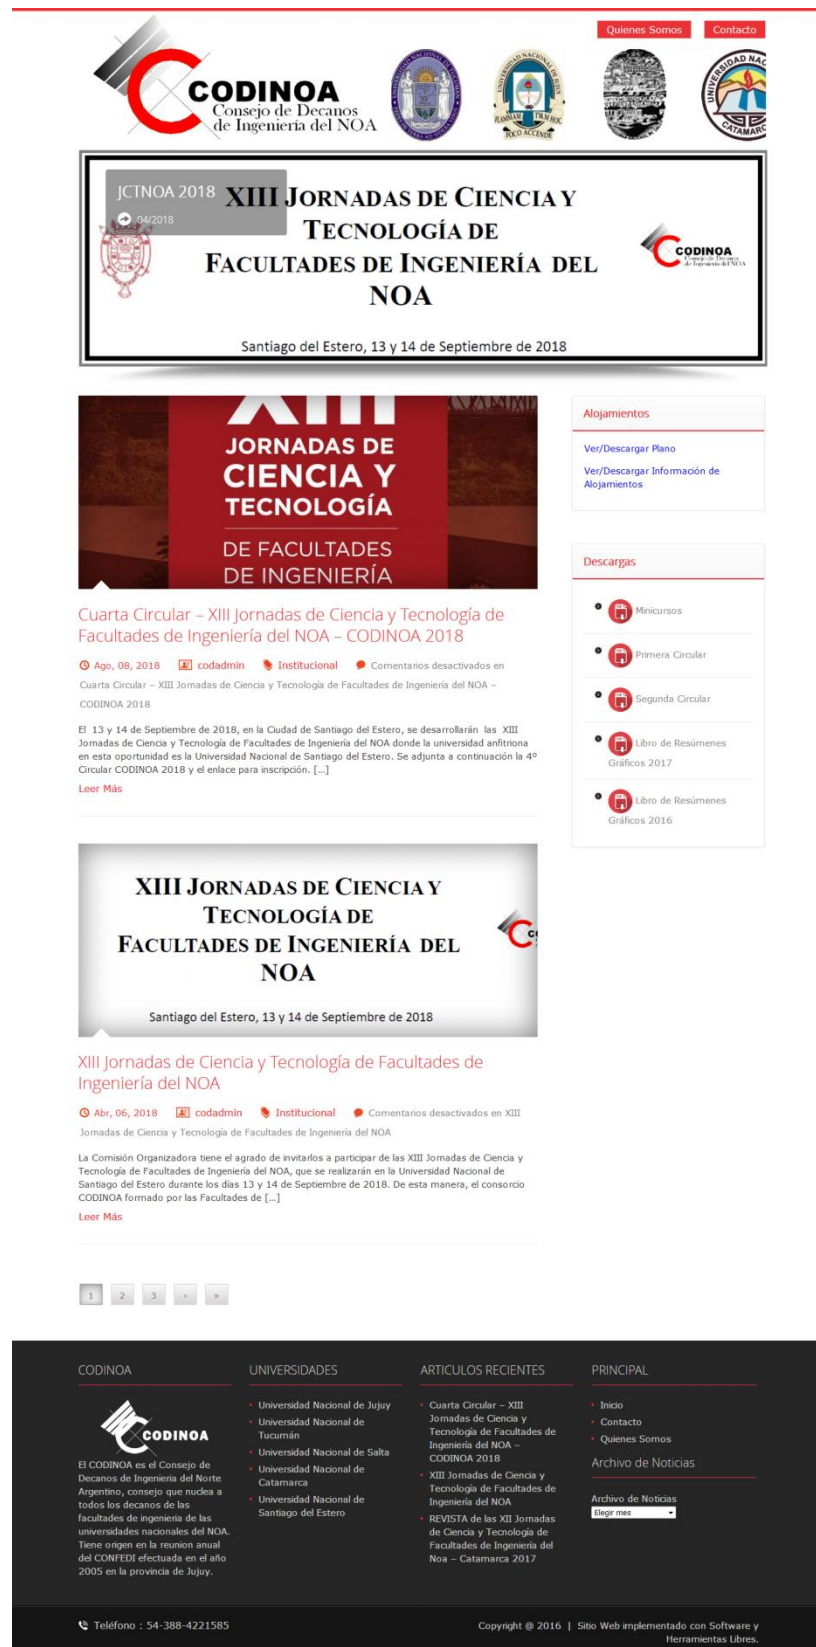 Quienes Somos
Contacto
CODINOA
Consejo de Decanos
de Ingeniería del NOA
JCTNOA 2018
04/2018
XIII JORNADAS DE CIENCIA Y
TECNOLOGÍA DE
FACULTADES DE INGENIERÍA DEL
NOA
CODINOA
Santiago del Estero, 13 y 14 de Septiembre de 2018
XIII
JORNADAS DE
CIENCIA Y
TECNOLOGÍA
DE FACULTADES
DE INGENIERÍA
Cuarta Circular – XIII Jornadas de Ciencia y Tecnología de
Facultades de Ingeniería del NOA – CODINOA 2018
Ago, 08, 2018 codadmin Institucional Comentarios desactivados en
Cuarta Circular – XIII Jornadas de Ciencia y Tecnología de Facultades de Ingeniería del NOA –
CODINOA 2018
El 13 y 14 de Septiembre de 2018, en la Ciudad de Santiago del Estero, se desarrollarán las XIII
Jornadas de Ciencia y Tecnología de Facultades de Ingeniería del NOA donde la universidad anfitriona
en esta oportunidad es la Universidad Nacional de Santiago del Estero. Se adjunta a continuación la 4º
Circular CODINOA 2018 y el enlace para inscripción. […]
Leer Más
XIII JORNADAS DE CIENCIA Y
TECNOLOGÍA DE
FACULTADES DE INGENIERÍA DEL
NOA
Santiago del Estero, 13 y 14 de Septiembre de 2018
XIII Jornadas de Ciencia y Tecnología de Facultades de
Ingeniería del NOA
Abr, 06, 2018 codadmin Institucional Comentarios desactivados en XIII
Jornadas de Ciencia y Tecnología de Facultades de Ingeniería del NOA
La Comisión Organizadora tiene el agrado de invitarlos a participar de las XIII Jornadas de Ciencia y
Tecnología de Facultades de Ingeniería del NOA, que se realizarán en la Universidad Nacional de
Santiago del Estero durante los días 13 y 14 de Septiembre de 2018. De esta manera, el consorcio
CODINOA formado por las Facultades de […]
Leer Más
1 2 3 › »
Alojamientos
Ver/Descargar Plano
Ver/Descargar Información de
Alojamientos
Descargas
Minicursos
Primera Circular
Segunda Circular
Libro de Resúmenes
Gráficos 2017
Libro de Resúmenes
Gráficos 2016
CODINOA
CODINOA
El CODINOA es el Consejo de
Decanos de Ingenieria del Norte
Argentino, consejo que nuclea a
todos los decanos de las
facultades de ingenieria de las
universidades nacionales del NOA.
Tiene origen en la reunion anual
del CONFEDI efectuada en el año
2005 en la provincia de Jujuy.
UNIVERSIDADES
Universidad Nacional de Jujuy
Universidad Nacional de
Tucumán
Universidad Nacional de Salta
Universidad Nacional de
Catamarca
Universidad Nacional de
Santiago del Estero
ARTICULOS RECIENTES
Cuarta Circular – XIII
Jornadas de Ciencia y
Tecnología de Facultades de
Ingeniería del NOA –
CODINOA 2018
XIII Jornadas de Ciencia y
Tecnología de Facultades de
Ingeniería del NOA
REVISTA de las XII Jornadas
de Ciencia y Tecnología de
Facultades de Ingeniería del
Noa – Catamarca 2017
PRINCIPAL
Inicio
Contacto
Quienes Somos
Archivo de Noticias
Archivo de Noticias
Elegir mes
Teléfono : 54-388-4221585
Copyright @ 2016 | Sitio Web implementado con Software y
Herramientas Libres.